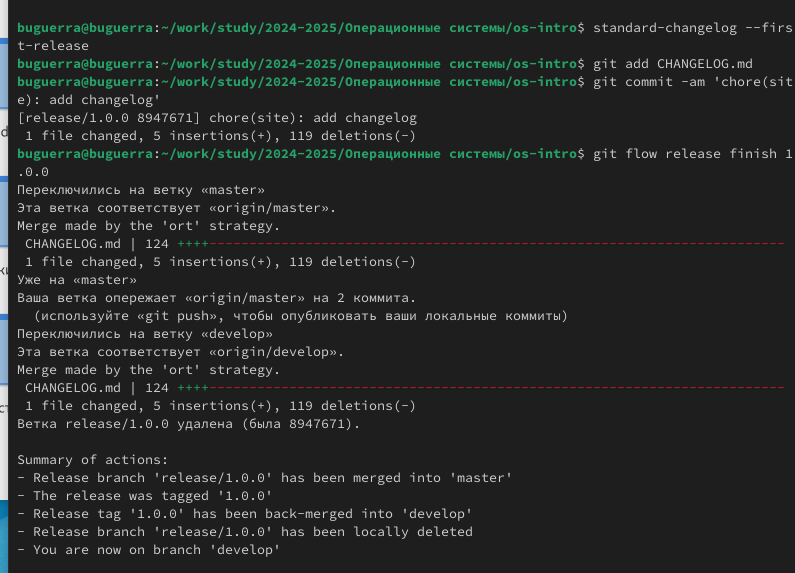 buguerra@buguerra:~/work/study/2024-2025/Операционные системы/os-intro$ standard-changelog --firs
t-release
buguerra@buguerra:~/work/study/2024-2025/Операционные системы/os-intro$ git add CHANGELOG.md
buguerra@buguerra:~/work/study/2024-2025/Операционные системы/os-intro$ git commit -am 'chore(sit
e): add changelog'
[release/1.0.0 8947671] chore(site): add changelog
 1 file changed, 5 insertions(+), 119 deletions(-)
buguerra@buguerra:~/work/study/2024-2025/Операционные системы/os-intro$ git flow release finish 1
.0.0
Переключились на ветку «master»
Эта ветка соответствует «origin/master».
Merge made by the 'ort' strategy.
 CHANGELOG.md | 124 ++++----------------------------------------------------------------------
 1 file changed, 5 insertions(+), 119 deletions(-)
Уже на «master»
Ваша ветка опережает «origin/master» на 2 коммита.
  (используйте «git push», чтобы опубликовать ваши локальные коммиты)
Переключились на ветку «develop»
Эта ветка соответствует «origin/develop».
Merge made by the 'ort' strategy.
 CHANGELOG.md | 124 ++++----------------------------------------------------------------------
 1 file changed, 5 insertions(+), 119 deletions(-)
Ветка release/1.0.0 удалена (была 8947671).

Summary of actions:
- Release branch 'release/1.0.0' has been merged into 'master'
- The release was tagged '1.0.0'
- Release tag '1.0.0' has been back-merged into 'develop'
- Release branch 'release/1.0.0' has been locally deleted
- You are now on branch 'develop'